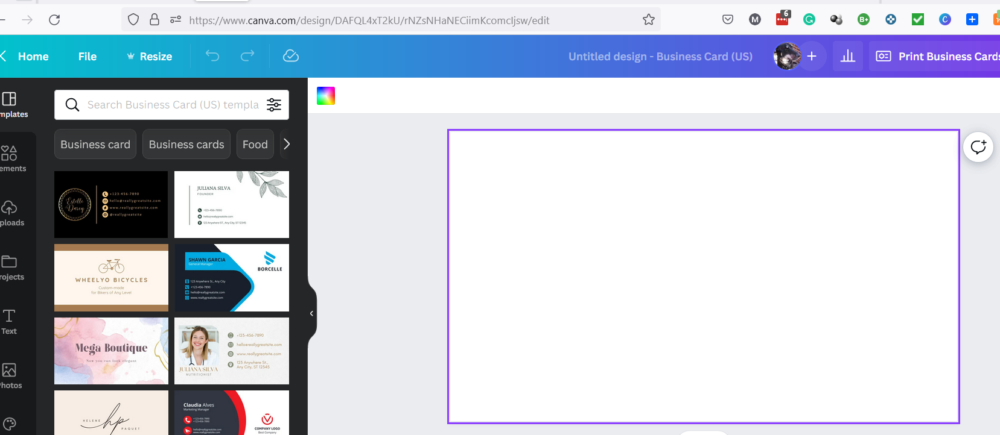 https://www.canva.com/design/DAFQL4xT2kU/rNZsNHaNECiimKcomcIjsw/edit
M
6
G
B+
C
Home
File
Resize
Untitled design - Business Card (US)
Print Business Cards
mplates
Search Business Card (US) templa
Business card
Business cards
Food
ements
ploads
rojects
Text
hotos
Estelle
Darcy
+123-456-7890
hello@reallygreatsite.com
www.reallygreatsite.com
@reallygreatsite
JULIANA SILVA
FOUNDER
+123-456-7890
hello@reallygreatsite.com
123 Anywhere ST., Any City, ST 12345
WHEELYO BICYCLES
Custom-made
for Bikers of Any Level
SHAWN GARCIA
General Manager
BORCELLE
123 Anywhere St., Any City
+123-456-7890
hello@reallygreatsite.com
www.reallygreatsite.com
Mega Boutique
Now you can look elegant
+123-456-7890
hello@reallygreatsite.com
www.reallygreatsite.com
123 Anywhere St.,
Any City, ST 12345
JULIANA SILVA
NUTRITIONIST
HELENE
hp
PAQUET
Claudia Alves
Marketing Manager
+123-456-7890
+123-456-7890
hello@reallygreatsite.com
www.reallygreatsite.com
COMPANY LOGO
Best Company